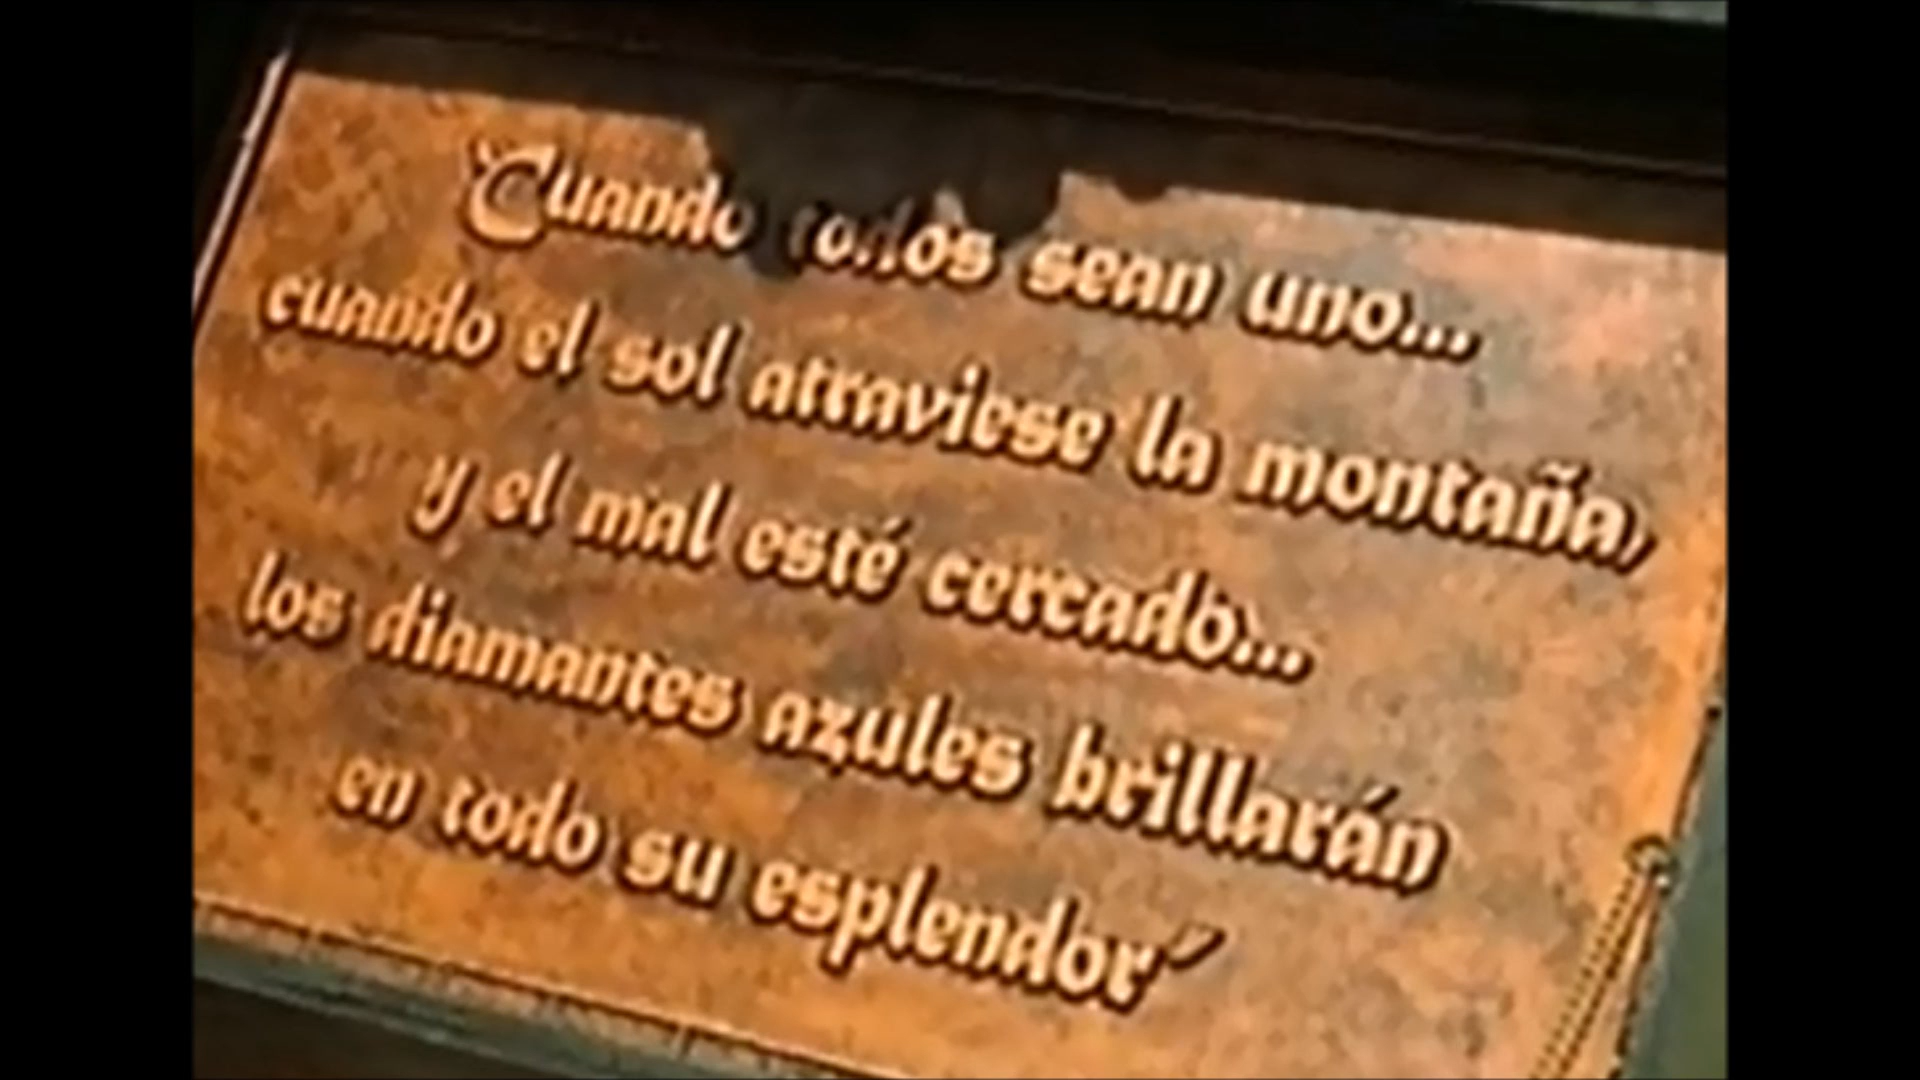 Cuando todos sean uno...
cuando el sol atraviese la montaña,
y el mal esté cercado...
los diamantes azules brillarán
en todo su esplendor´